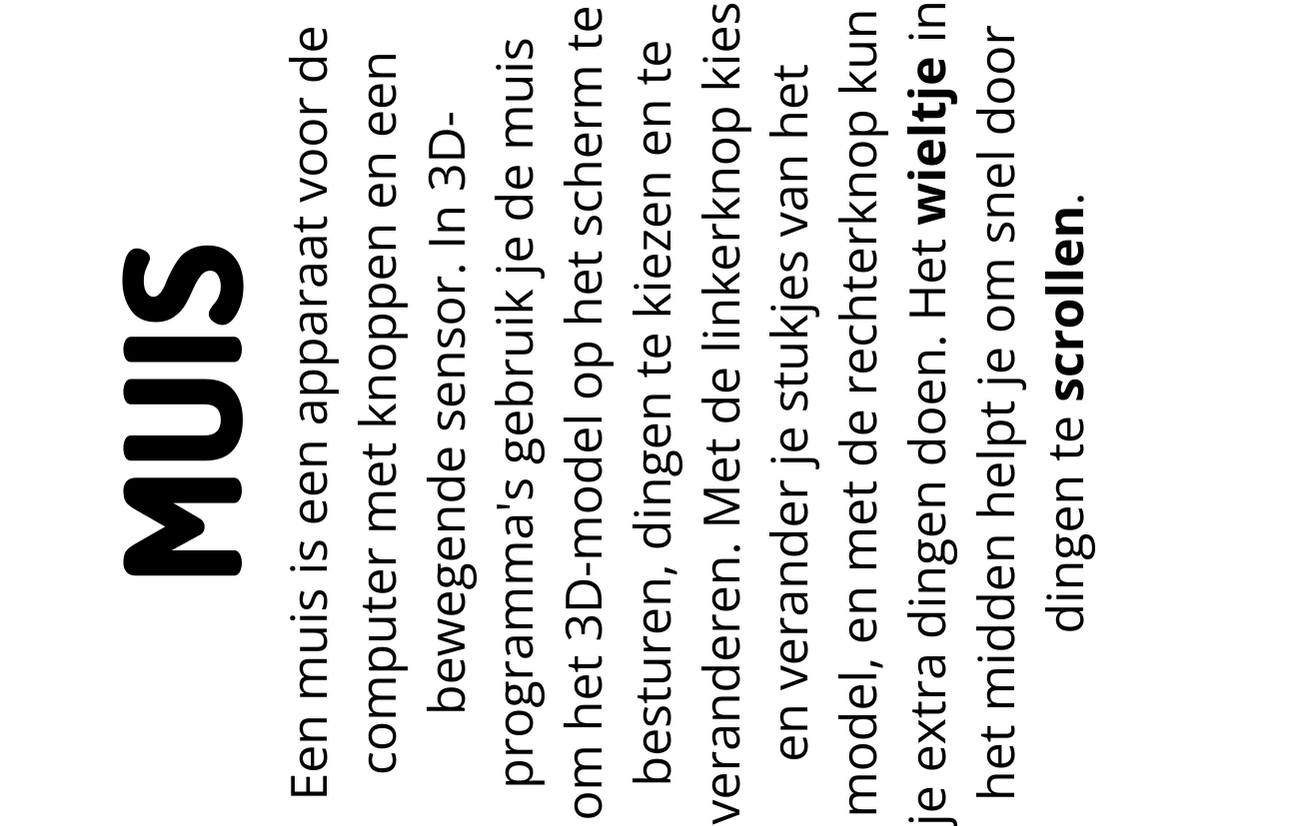 MUIS
Een muis is een apparaat voor de
computer met knoppen en een
bewegende sensor. In 3D-
programma's gebruik je de muis
om het 3D-model op het scherm te
besturen, dingen te kiezen en te
veranderen. Met de linkerknop kies
en verander je stukjes van het
model, en met de rechterknop kun
je extra dingen doen. Het wieltje in
het midden helpt je om snel door
dingen te scrollen.